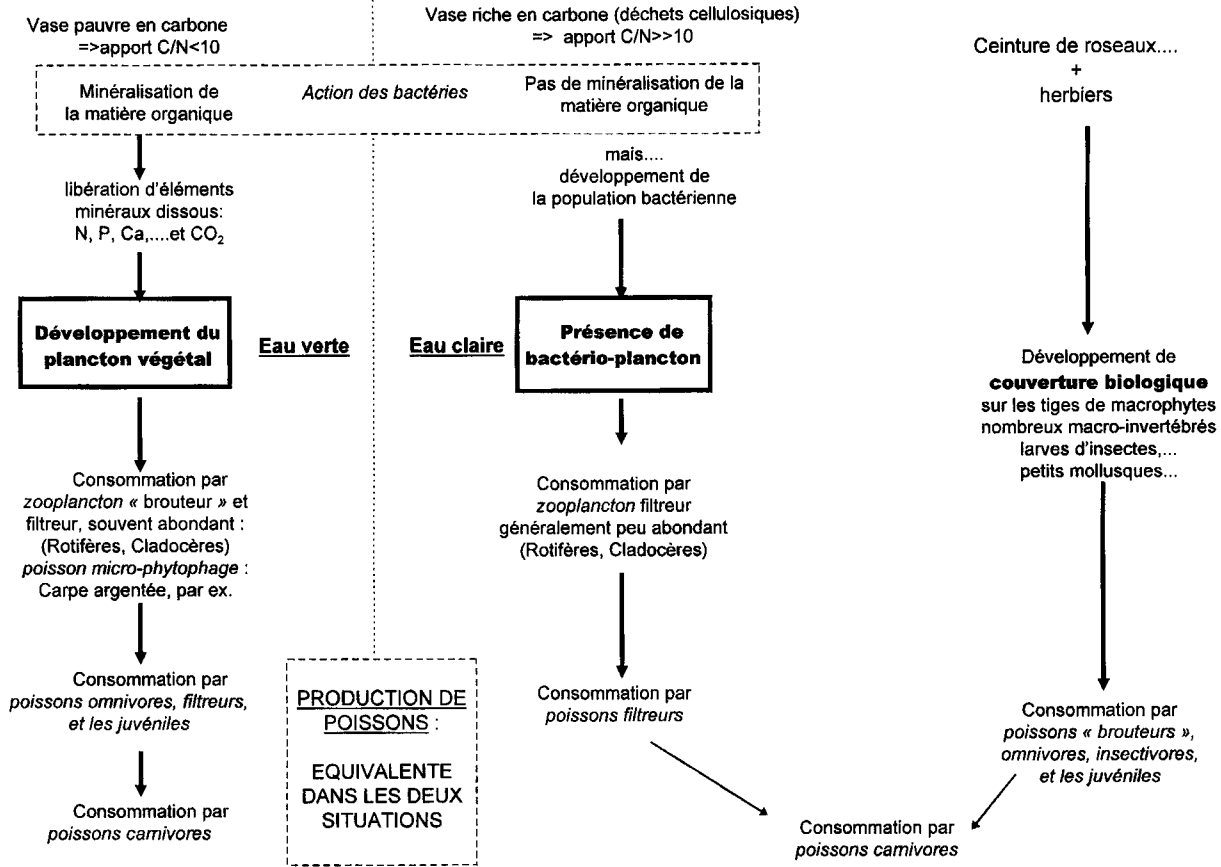 Vase pauvre en carbone
=>apport C/N<10
Minéralisation de
la matière organique
libération d'éléments
minéraux dissous:
N, P, Ca,....et CO₂
Développement du
plancton végétal
Eau verte
Consommation par
zooplancton « brouteur » et
filtreur, souvent abondant :
(Rotifères, Cladocères)
poisson micro-phytophage :
Carpe argentée, par ex.
Consommation par
poissons omnivores, filtreurs,
et les juvéniles
Consommation par
poissons carnivores
Action des bactéries
Vase riche en carbone (déchets cellulosiques)
=> apport C/N>>10
Pas de minéralisation de la
matière organique
mais....
développement de
la population bactérienne
Eau claire
Présence de
bactério-plancton
Consommation par
zooplancton filtreur
généralement peu abondant
(Rotifères, Cladocères)
Consommation par
poissons filtreurs
PRODUCTION DE
POISSONS :
EQUIVALENTE
DANS LES DEUX
SITUATIONS
Ceinture de roseaux....
+
herbiers
Développement de
couverture biologique
sur les tiges de macrophytes
nombreux macro-invertébrés
larves d'insectes,...
petits mollusques...
Consommation par
poissons « brouteurs »,
omnivores, insectivores,
et les juvéniles
Consommation par
poissons carnivores